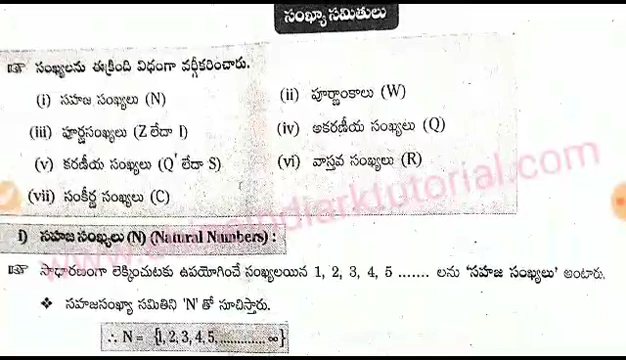 సంఖ్యా సమితులు
☞ సంఖ్యలను ఈక్రింది విధంగా వర్గీకరించారు.
(i) సహజ సంఖ్యలు (N) (ii) పూర్ణాంకాలు (W)
(iii) పూర్ణసంఖ్యలు (Z లేదా I) (iv) అకరణీయ సంఖ్యలు (Q)
(v) కరణీయ సంఖ్యలు (Q' లేదా S) (vi) వాస్తవ సంఖ్యలు (R)
(vii) సంకీర్ణ సంఖ్యలు (C)
I) సహజ సంఖ్యలు (N) (Natural Numbers) :
☞ సాధారణంగా లెక్కించుటకు ఉపయోగించే సంఖ్యలయిన 1, 2, 3, 4, 5 ....... లను 'సహజ సంఖ్యలు' అంటారు.
❖ సహజసంఖ్యా సమితిని 'N' తో సూచిస్తారు.
∴ N = {1, 2, 3, 4, 5, ............. ∞}